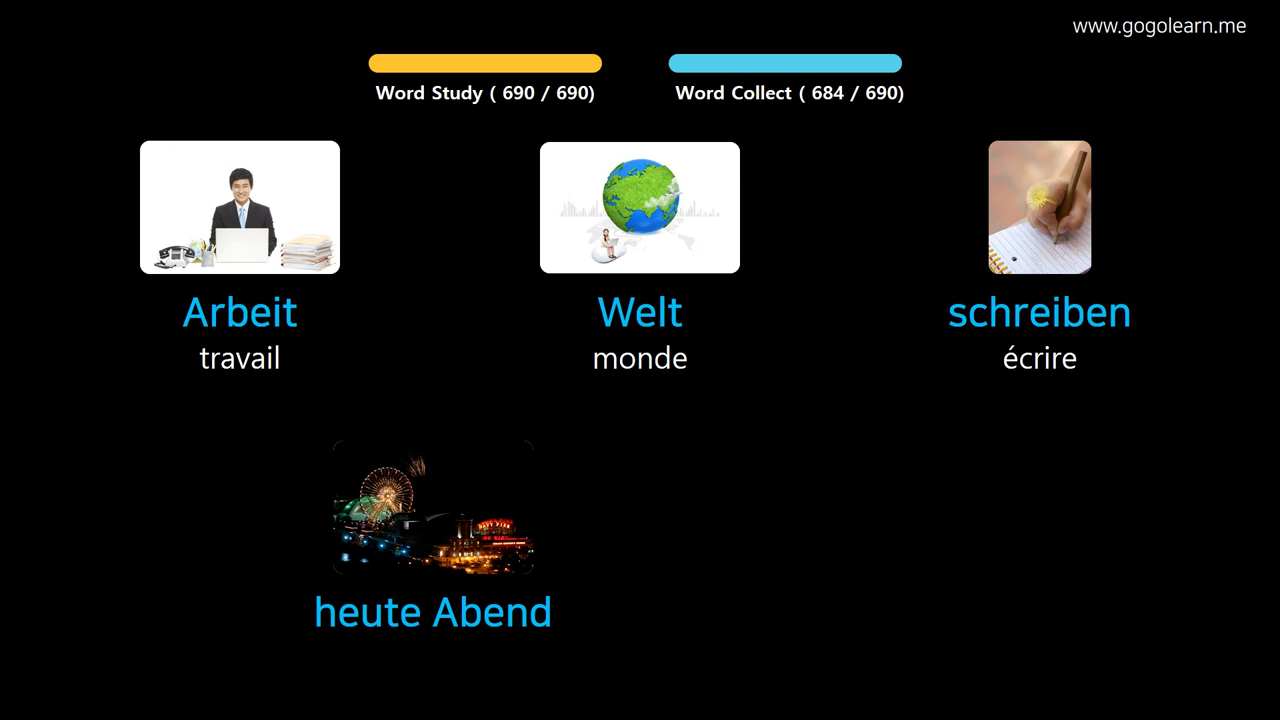 www.gogolearn.me
Word Study ( 690 / 690)
Word Collect ( 684 / 690)
Arbeit
travail
Welt
monde
schreiben
écrire
heute Abend